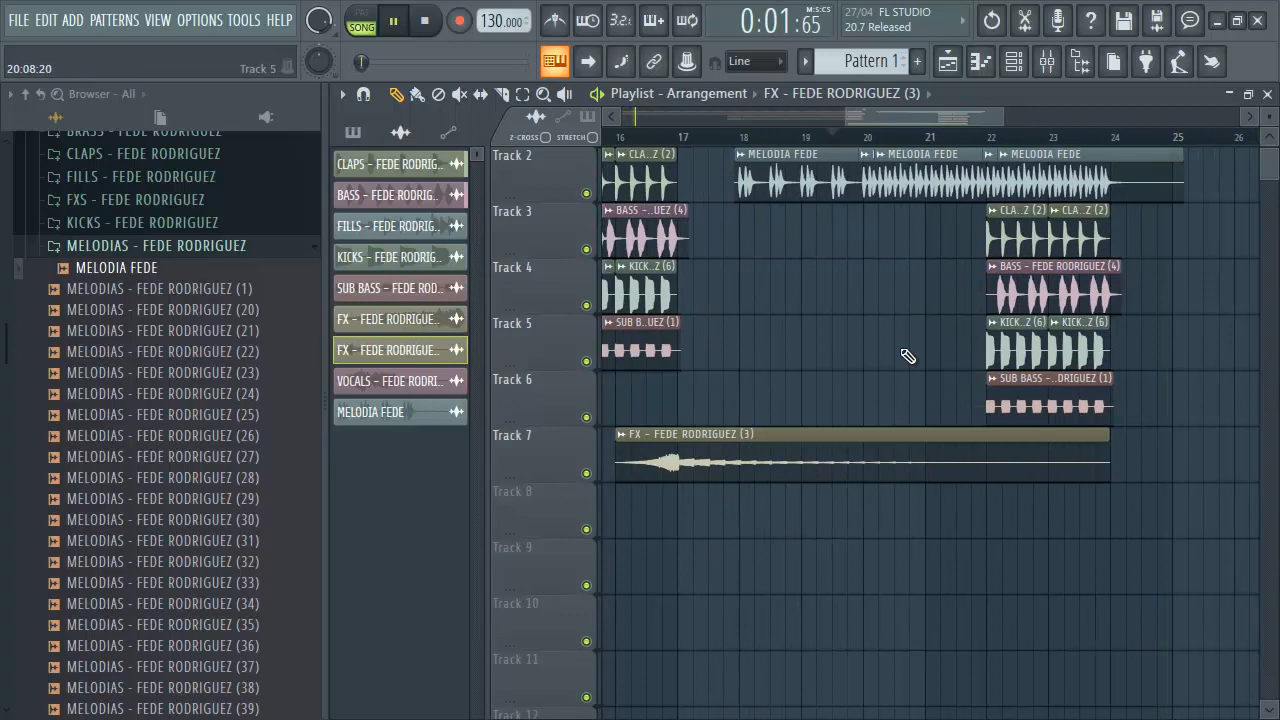 FILE EDIT ADD PATTERNS VIEW OPTIONS TOOLS HELP
PAT
SONG
130.000
3.2.
0:01:65
M:S:CS
27/04 FL STUDIO
20.7 Released
20:08:20
Track 5
Line
Pattern 1
Browser - All
Playlist - Arrangement
FX - FEDE RODRIGUEZ (3)
BRASS - FEDE RODRIGUEZ
CLAPS - FEDE RODRIGUEZ
FILLS - FEDE RODRIGUEZ
FXS - FEDE RODRIGUEZ
KICKS - FEDE RODRIGUEZ
MELODIAS - FEDE RODRIGUEZ
MELODIA FEDE
MELODIAS - FEDE RODRIGUEZ (1)
MELODIAS - FEDE RODRIGUEZ (20)
MELODIAS - FEDE RODRIGUEZ (21)
MELODIAS - FEDE RODRIGUEZ (22)
MELODIAS - FEDE RODRIGUEZ (23)
MELODIAS - FEDE RODRIGUEZ (24)
MELODIAS - FEDE RODRIGUEZ (25)
MELODIAS - FEDE RODRIGUEZ (26)
MELODIAS - FEDE RODRIGUEZ (27)
MELODIAS - FEDE RODRIGUEZ (28)
MELODIAS - FEDE RODRIGUEZ (29)
MELODIAS - FEDE RODRIGUEZ (30)
MELODIAS - FEDE RODRIGUEZ (31)
MELODIAS - FEDE RODRIGUEZ (32)
MELODIAS - FEDE RODRIGUEZ (33)
MELODIAS - FEDE RODRIGUEZ (34)
MELODIAS - FEDE RODRIGUEZ (35)
MELODIAS - FEDE RODRIGUEZ (36)
MELODIAS - FEDE RODRIGUEZ (37)
MELODIAS - FEDE RODRIGUEZ (38)
MELODIAS - FEDE RODRIGUEZ (39)
CLAPS - FEDE RODRIG..
BASS - FEDE RODRIG..
FILLS - FEDE RODRIG..
KICKS - FEDE RODRIG..
SUB BASS - FEDE ROD..
FX - FEDE RODRIGUE..
FX - FEDE RODRIGUE..
VOCALS - FEDE RODRI..
MELODIA FEDE
Z-CROSS STRETCH
16 17 18 19 20 21 22 23 24 25 26
Track 2
CLA..Z (2)
MELODIA FEDE
MELODIA FEDE
MELODIA FEDE
Track 3
BASS -..UEZ (4)
CLA..Z (2)
CLA..Z (2)
Track 4
KICK..Z (6)
BASS - FEDE RODRIGUEZ (4)
Track 5
SUB B..UEZ (1)
KICK..Z (6)
KICK..Z (6)
Track 6
SUB BASS -..DRIGUEZ (1)
Track 7
FX - FEDE RODRIGUEZ (3)
Track 8
Track 9
Track 10
Track 11
Track 12